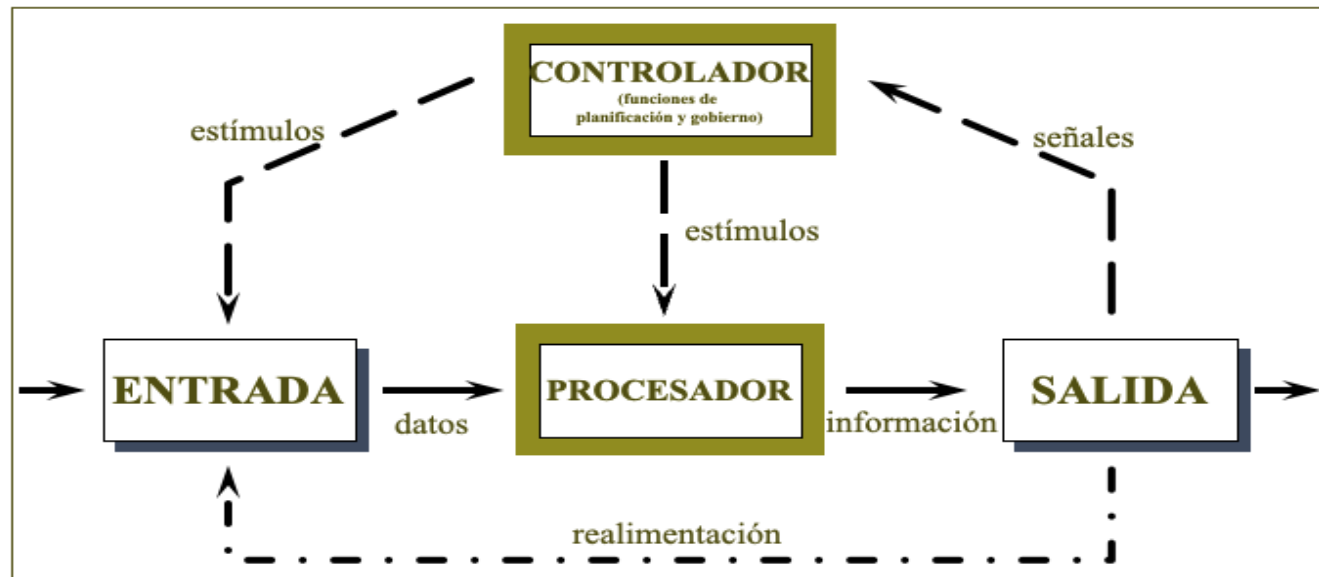 CONTROLADOR
(funciones de
planificación y gobierno)
estímulos
señales
estímulos
ENTRADA
PROCESADOR
SALIDA
datos
información
realimentación